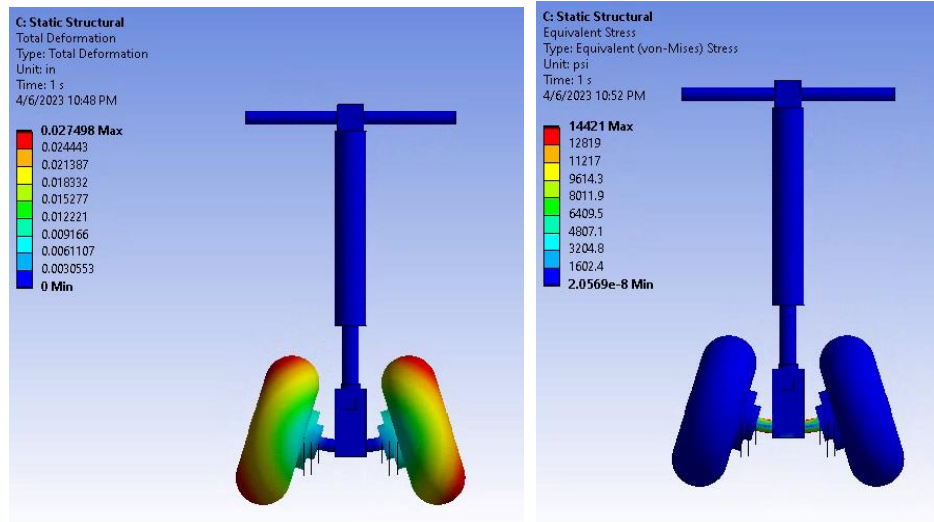 C: Static Structural
Total Deformation
Type: Total Deformation
Unit: in
Time: 1 s
4/6/2023 10:48 PM
0.027498 Max
0.024443
0.021387
0.018332
0.015277
0.012221
0.009166
0.0061107
0.0030553
0 Min
C: Static Structural
Equivalent Stress
Type: Equivalent (von-Mises) Stress
Unit: psi
Time: 1 s
4/6/2023 10:52 PM
14421 Max
12819
11217
9614.3
8011.9
6409.5
4807.1
3204.8
1602.4
2.0569e-8 Min